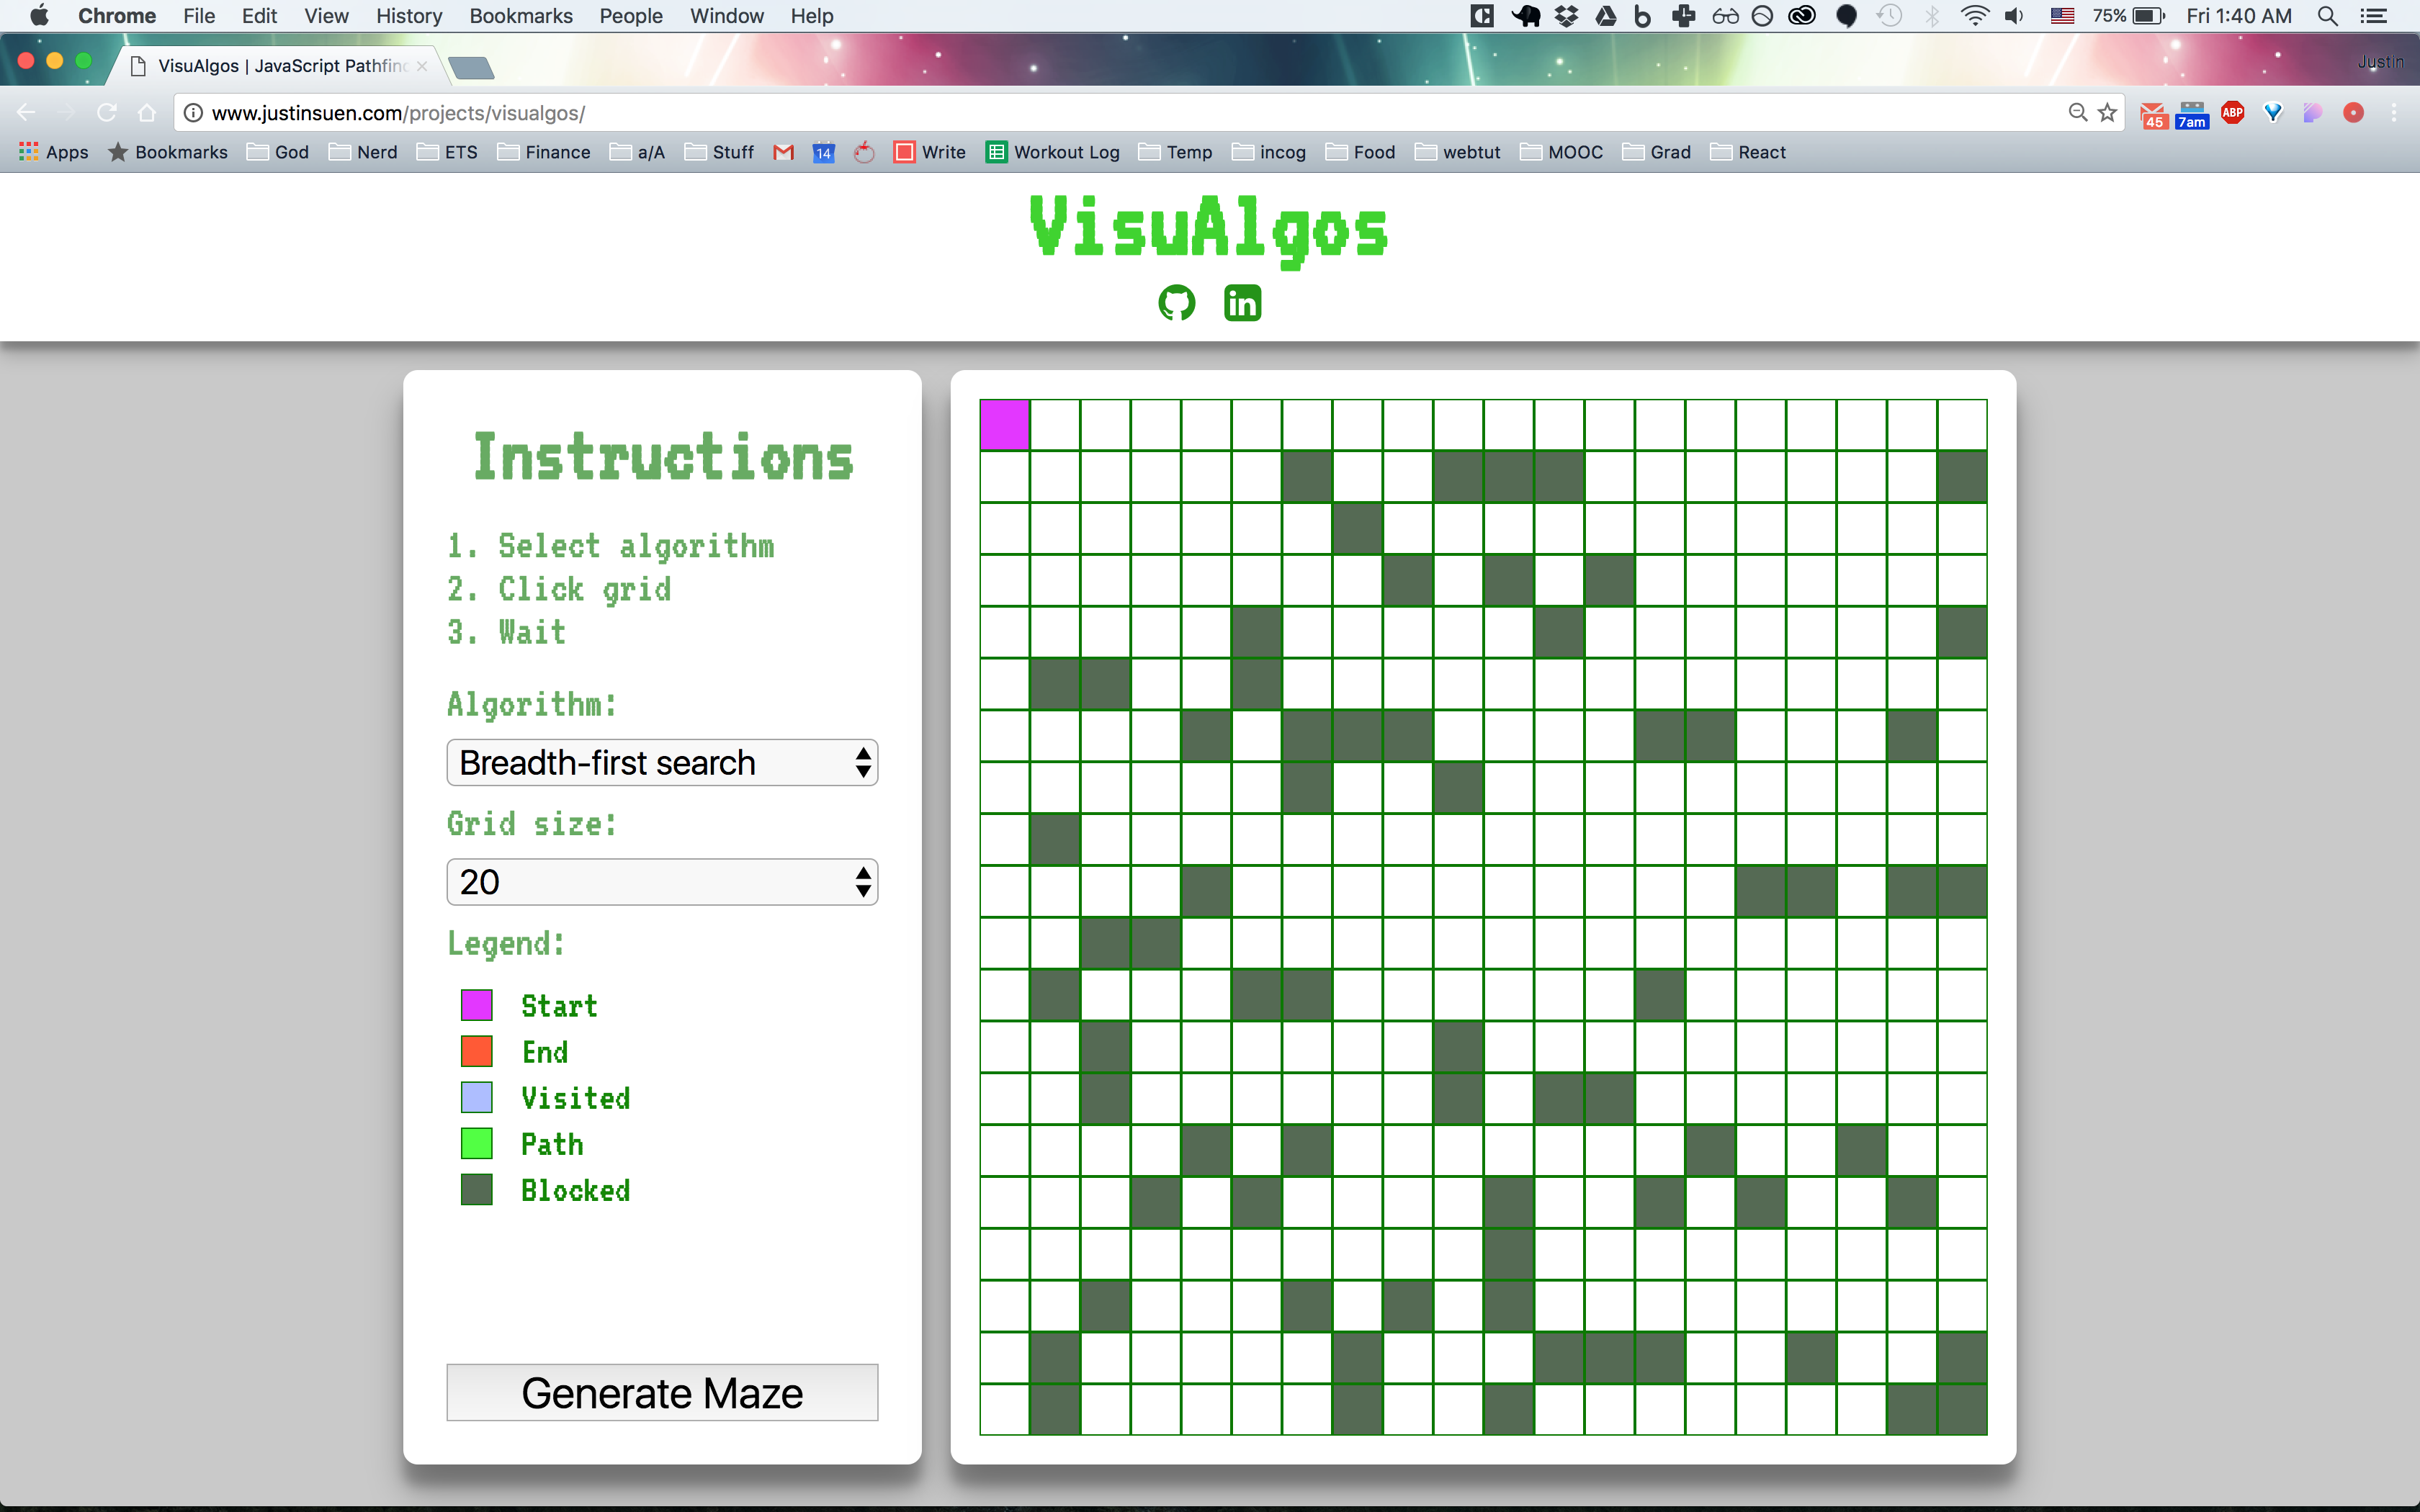 Chrome File Edit View History Bookmarks People Window Help 75% Fri 1:40 AM
VisuAlgos | JavaScript Pathfin
Justin
www.justinsuen.com/projects/visualgos/
45 7am ABP
Apps Bookmarks God Nerd ETS Finance a/A Stuff 14 Write Workout Log Temp incog Food webtut MOOC Grad React
VisuAlgos
in
Instructions
1. Select algorithm
2. Click grid
3. Wait
Algorithm:
Breadth-first search
Grid size:
20
Legend:
Start
End
Visited
Path
Blocked
Generate Maze